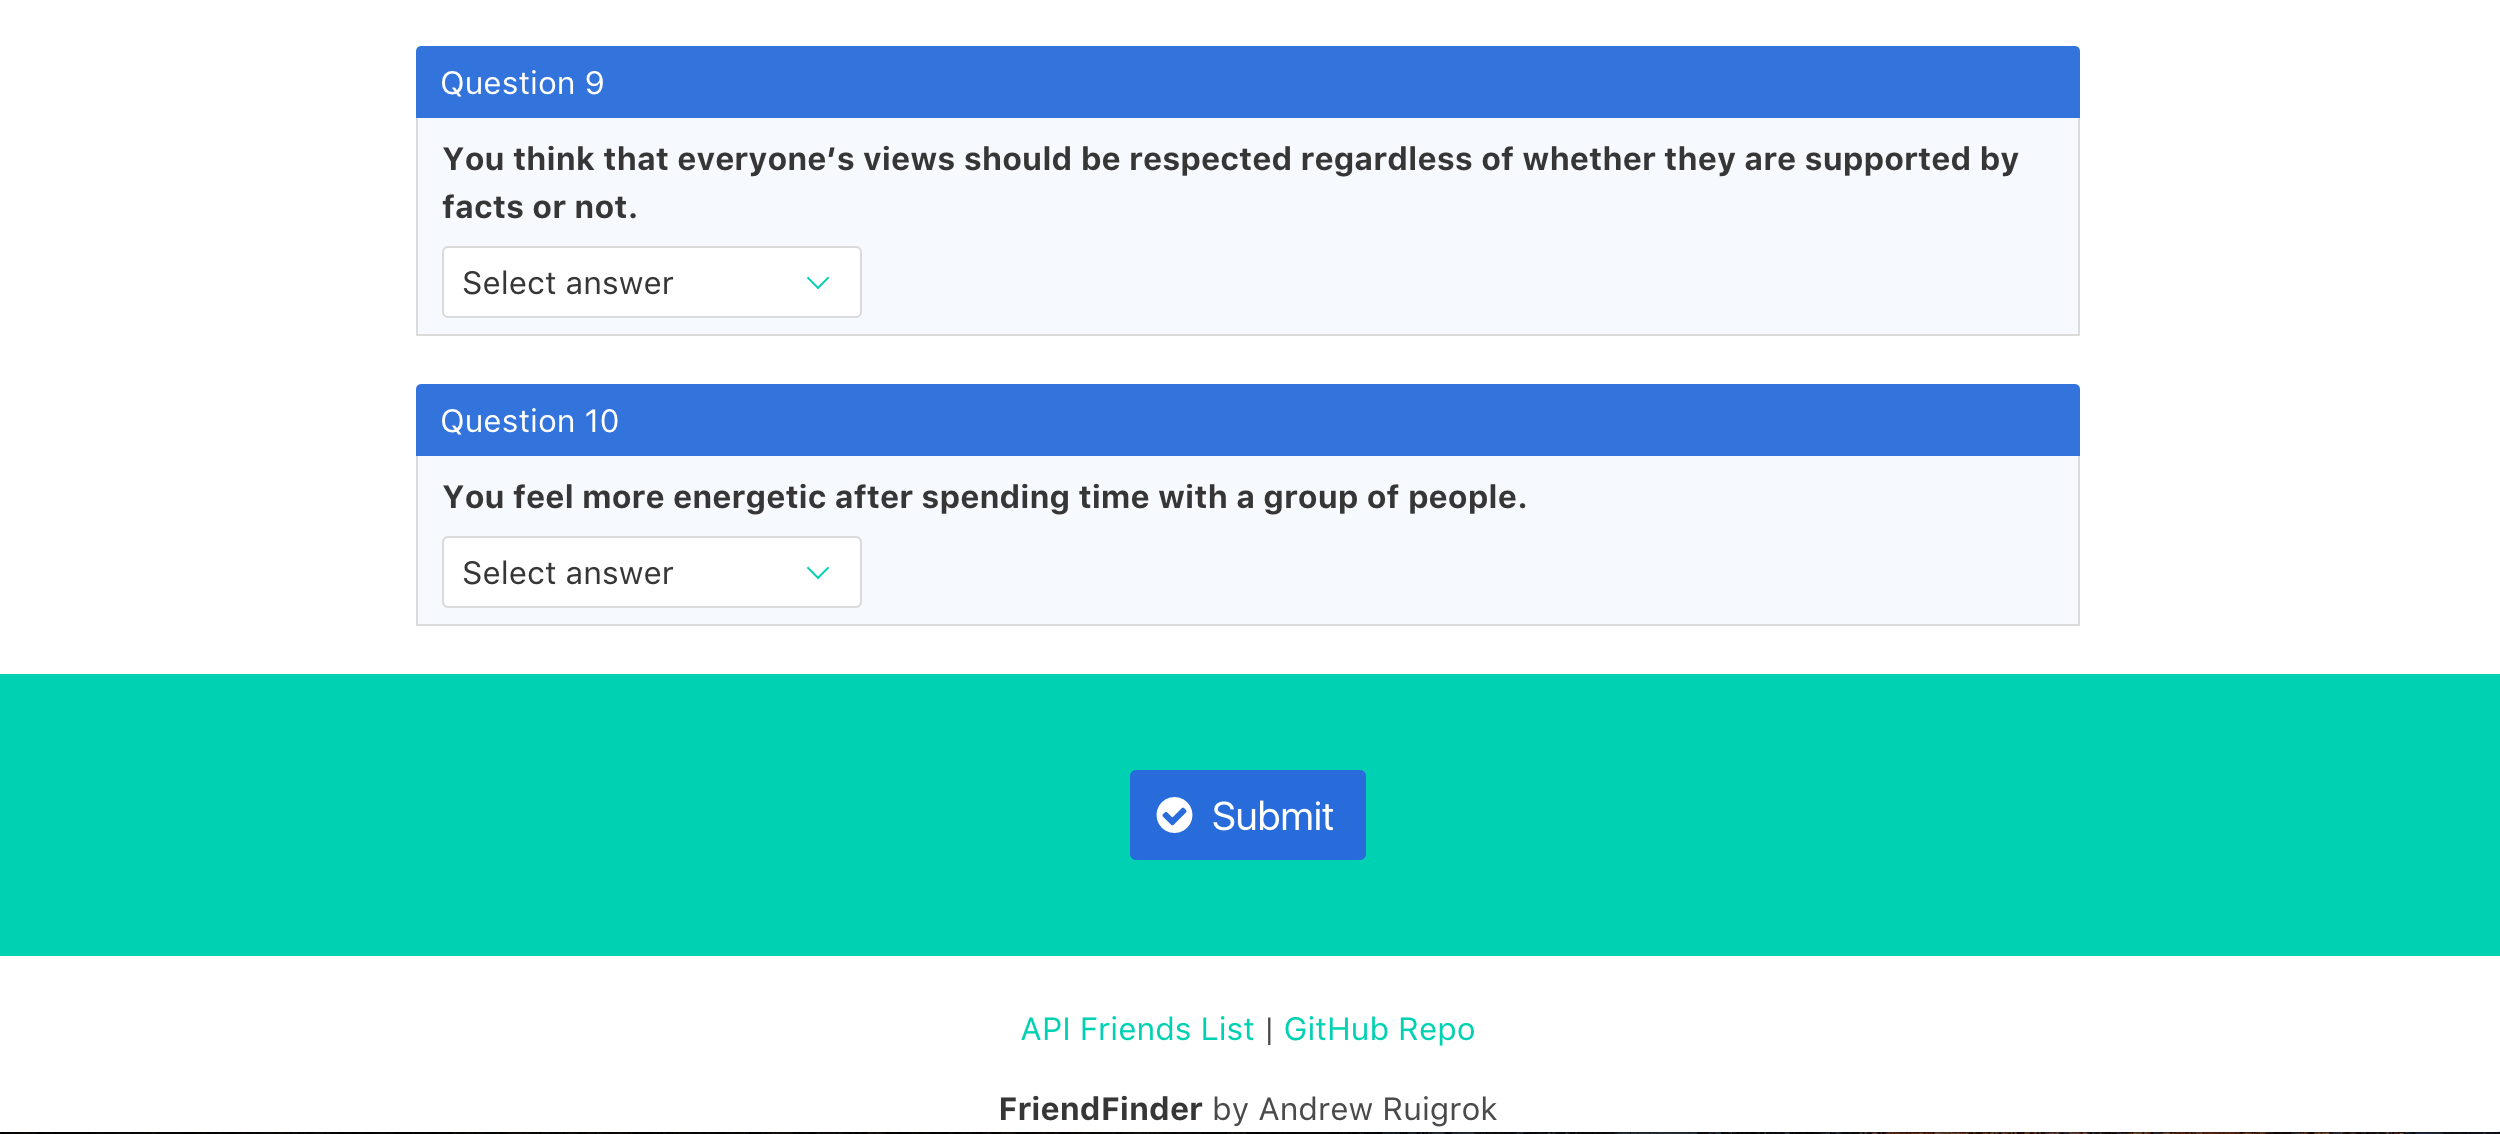 Question 9
You think that everyone's views should be respected regardless of whether they are supported by
facts or not.
Select answer
Question 10
You feel more energetic after spending time with a group of people.
Select answer
Submit
API Friends List | GitHub Repo
FriendFinder by Andrew Ruigrok